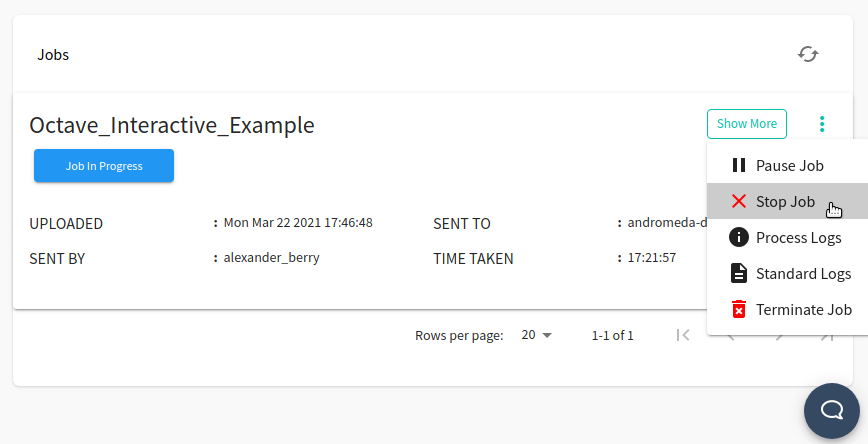 Jobs
Octave_Interactive_Example
Show More
Job In Progress
Pause Job
Stop Job
Process Logs
Standard Logs
Terminate Job
UPLOADED : Mon Mar 22 2021 17:46:48 SENT TO : andromeda-d
SENT BY : alexander_berry TIME TAKEN : 17:21:57
Rows per page: 20 1-1 of 1